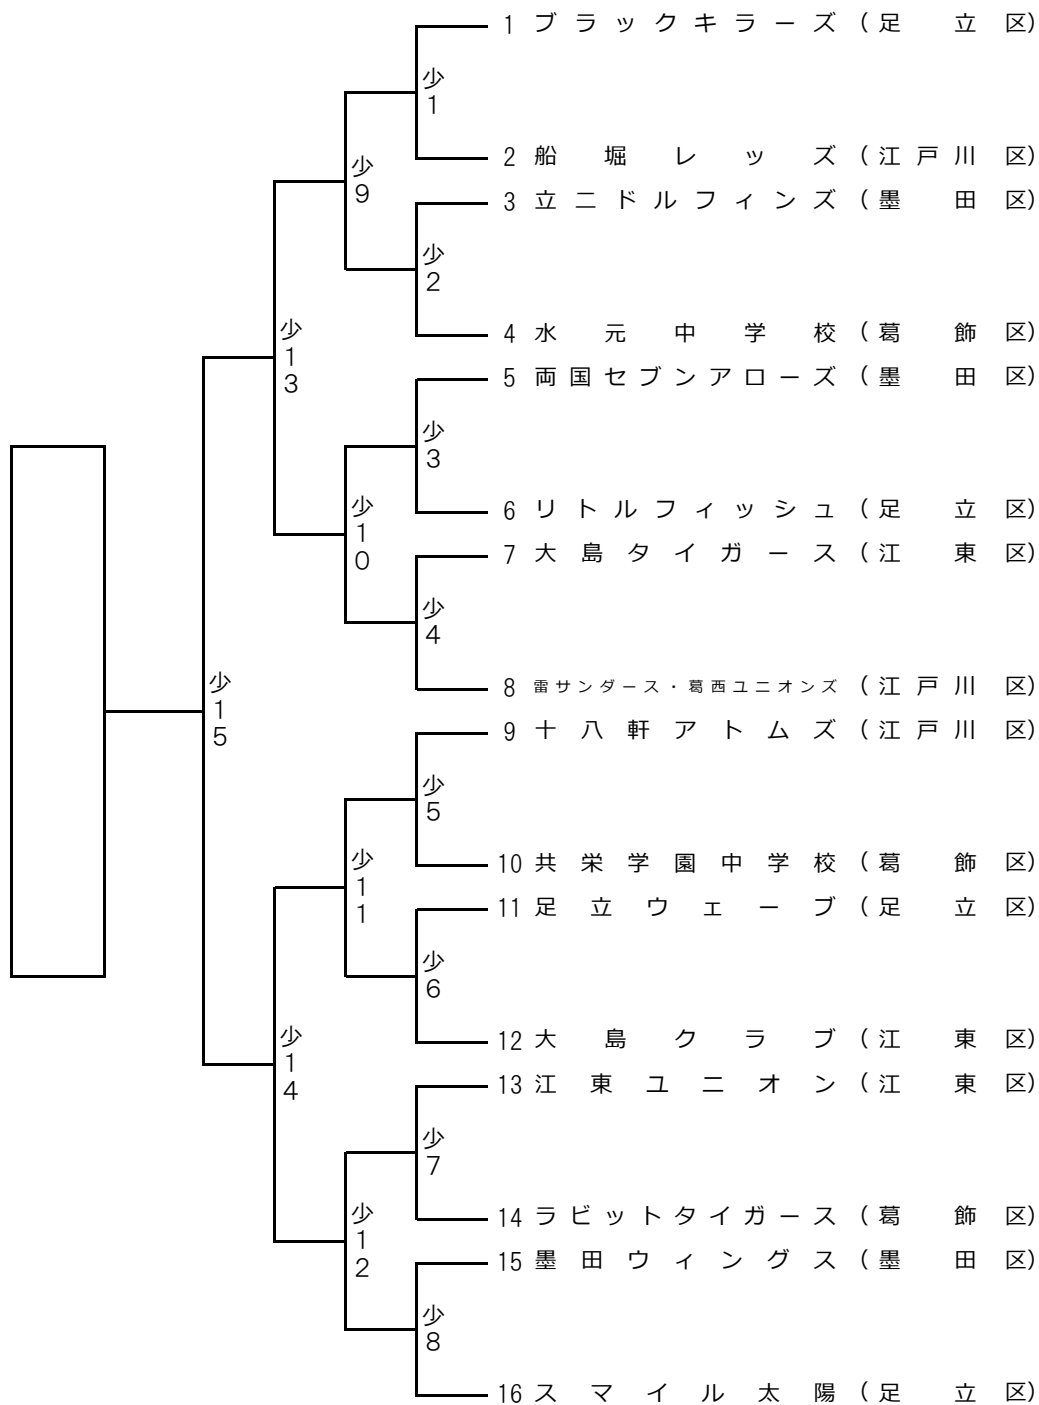 1 ブラックキラーズ (足立区)
少1
2 船堀レッズ (江戸川区)
少9
3 立二ドルフィンズ (墨田区)
少2
4 水元中学校 (葛飾区)
少13
5 両国セブンアローズ (墨田区)
少3
6 リトルフィッシュ (足立区)
少10
7 大島タイガース (江東区)
少4
8 雷サンダース・葛西ユニオンズ (江戸川区)
少15
9 十八軒アトムズ (江戸川区)
少5
10 共栄学園中学校 (葛飾区)
少11
11 足立ウェーブ (足立区)
少6
12 大島クラブ (江東区)
少14
13 江東ユニオン (江東区)
少7
14 ラビットタイガース (葛飾区)
少12
15 墨田ウィングス (墨田区)
少8
16 スマイル太陽 (足立区)